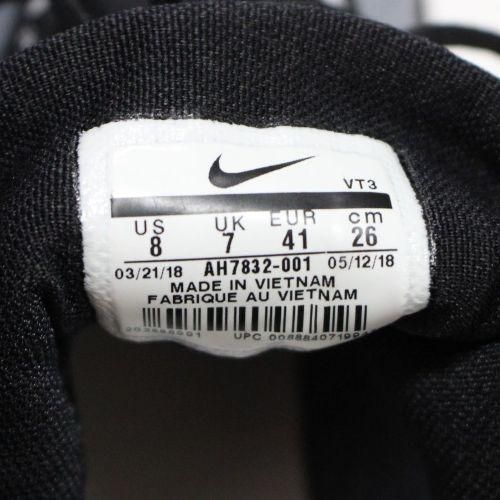 VT3
US UK EUR cm
8 7 41 26
03/21/18 AH7832-001 05/12/18
MADE IN VIETNAM
FABRIQUE AU VIETNAM
UPC